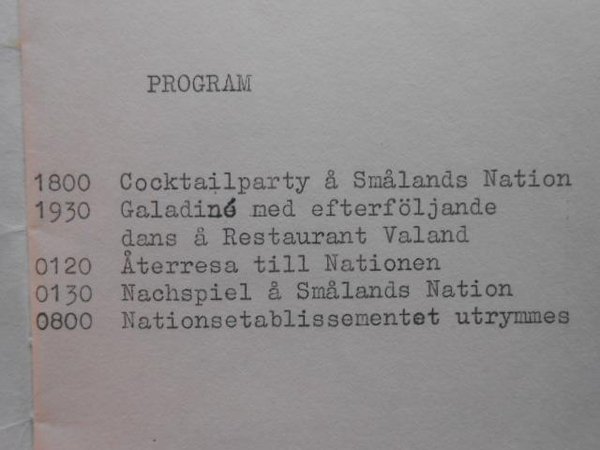 PROGRAM
1800 Cocktailparty å Smålands Nation
1930 Galadiné med efterföljande
dans å Restaurant Valand
0120 Återresa till Nationen
0130 Nachspiel å Smålands Nation
0800 Nationsetablissementet utrymmes